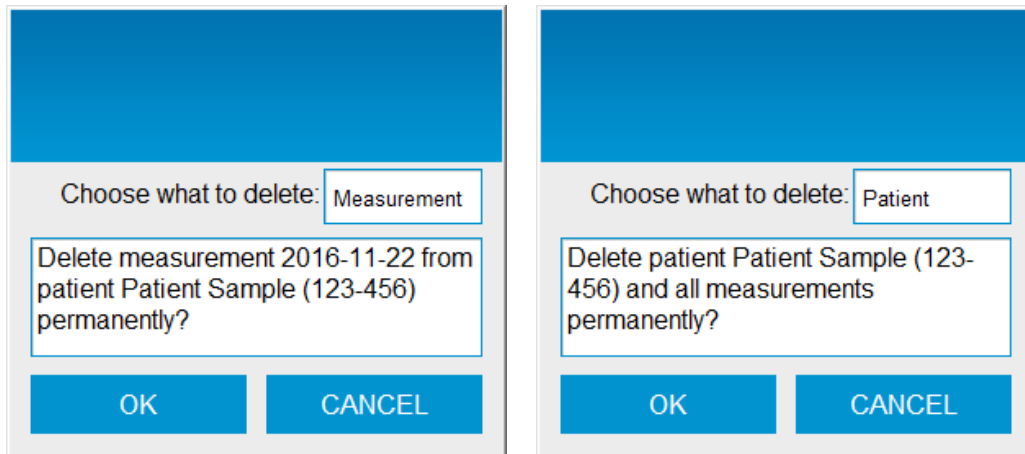 Choose what to delete: Measurement
Delete measurement 2016-11-22 from
patient Patient Sample (123-456)
permanently?
OK CANCEL
Choose what to delete: Patient
Delete patient Patient Sample (123-
456) and all measurements
permanently?
OK CANCEL